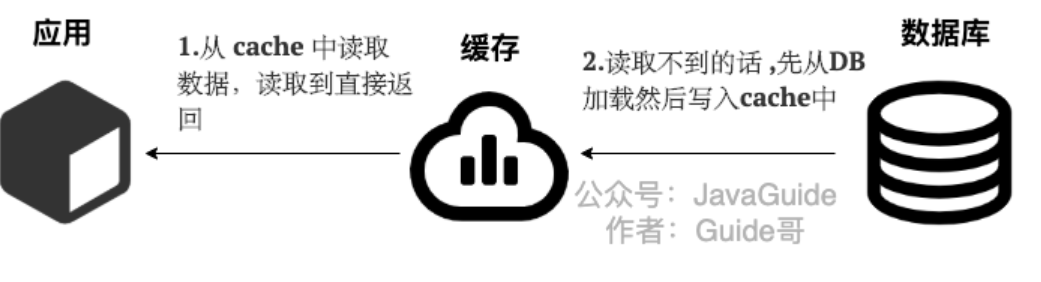 应用
1.从 cache 中读取
数据，读取到直接返
回
缓存
2.读取不到的话 ,先从DB
加载然后写入cache中
数据库
公众号：JavaGuide
作者：Guide哥